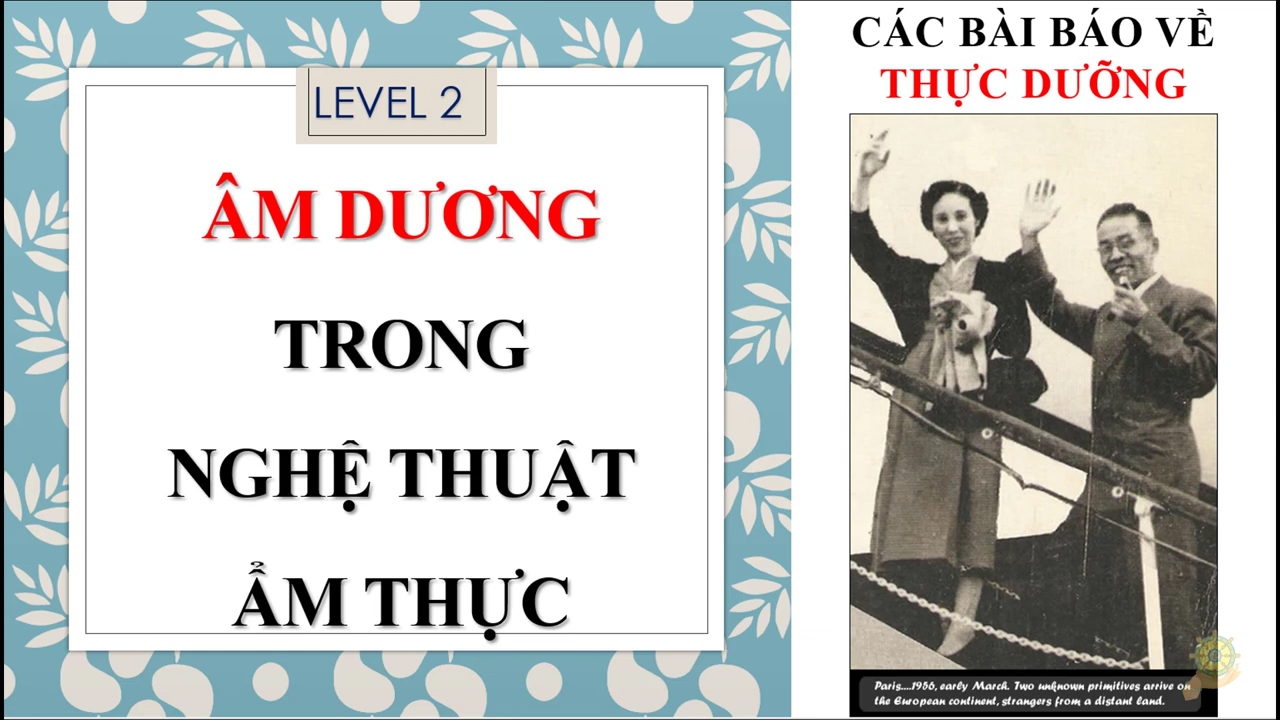 LEVEL 2
ÂM DƯƠNG
TRONG
NGHỆ THUẬT
ẨM THỰC
CÁC BÀI BÁO VỀ
THỰC DƯỠNG
Paris....1956, early March. Two unknown primitives arrive on
the European continent, strangers from a distant land.